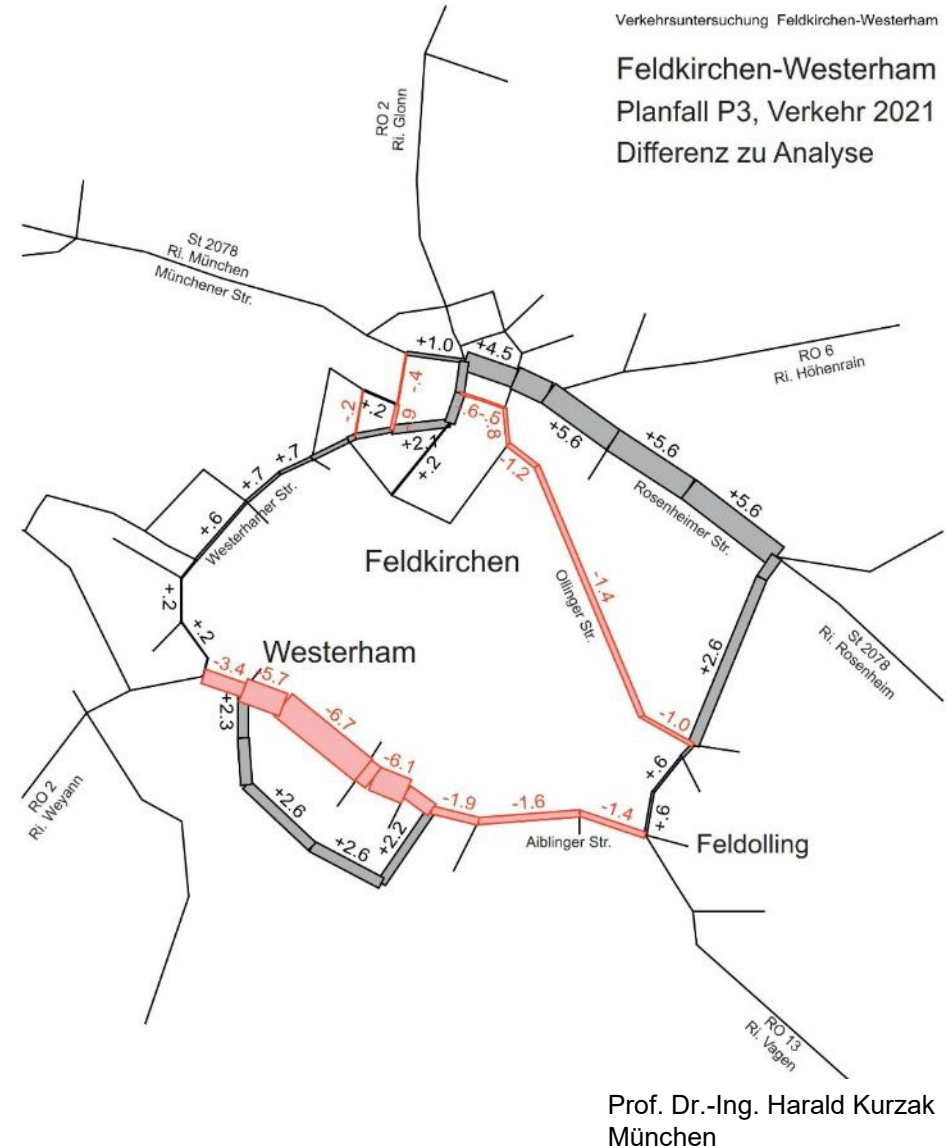 Verkehrsuntersuchung Feldkirchen-Westerham
Feldkirchen-Westerham
Planfall P3, Verkehr 2021
Differenz zu Analyse
RO 2
Ri. Glonn
St 2078
Ri. München
Münchener Str.
+1.0
+4.5
RO 6
Ri. Höhenrain
-.4
-.2
+.2
-.5
+2.1
+.2
-1.2
+5.6
+5.6
+5.6
Rosenheimer Str.
+.7
+.7
+.6
Westerhamer Str.
Feldkirchen
Ollinger Str.
-1.4
+.2
+.2
Westerham
+2.6
St 2078
Ri. Rosenheim
-3.4
-5.7
-6.7
-6.1
-1.0
+2.3
+.6
+.6
RO 2
Ri. Weyarn
+2.6
+2.6
+2.2
-1.9
-1.6
-1.4
Aiblinger Str.
Feldolling
RO 13
Ri. Vagen
Prof. Dr.-Ing. Harald Kurzak
München